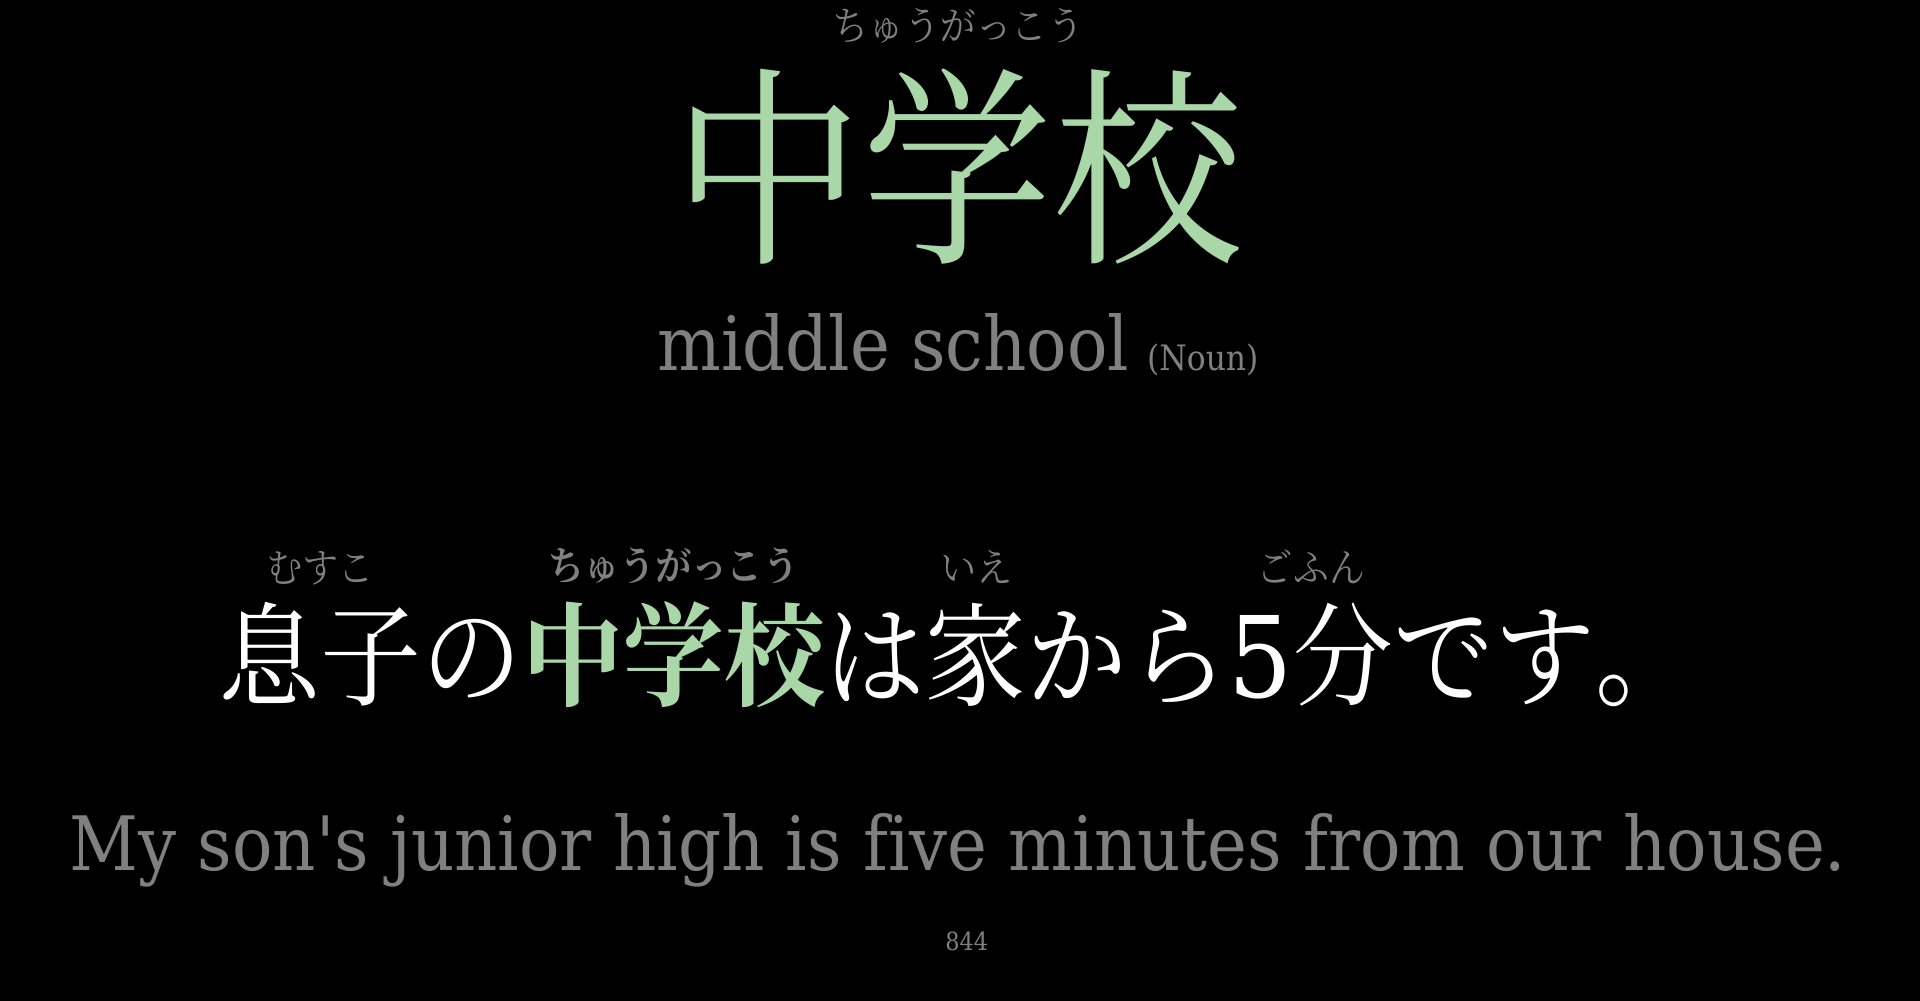 ちゅうがっこう
中学校
middle school (Noun)
むすこ ちゅうがっこう いえ ごふん
息子の中学校は家から5分です。
My son's junior high is five minutes from our house.
844